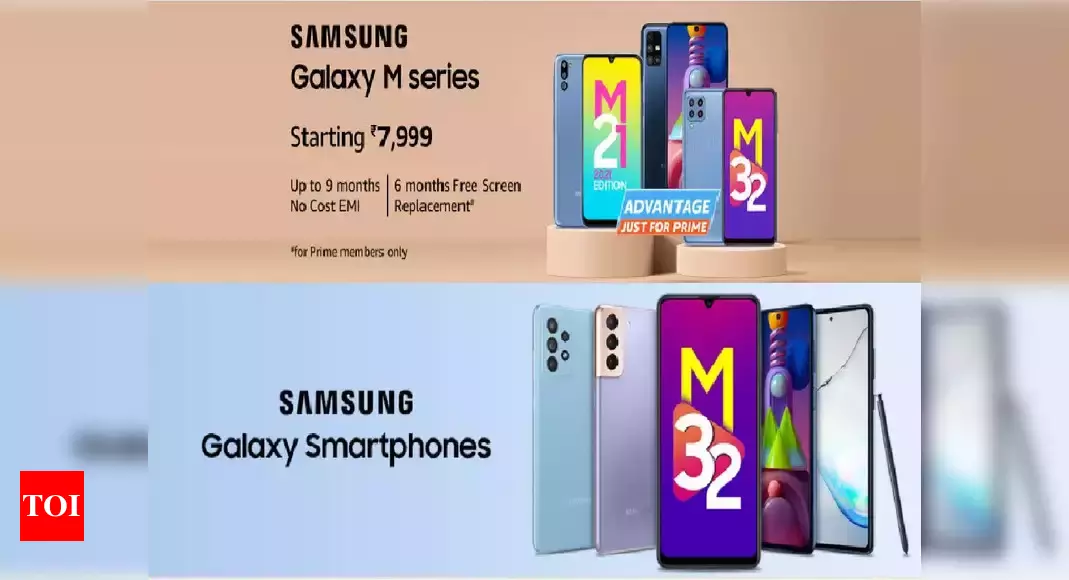 SAMSUNG
Galaxy M series
Starting ₹7,999
Up to 9 months
No Cost EMI
6 months Free Screen
Replacement#
*for Prime members only
M
21
2021
EDITION
M
32
ADVANTAGE
JUST FOR PRIME
SAMSUNG
Galaxy Smartphones
M
32
TOI